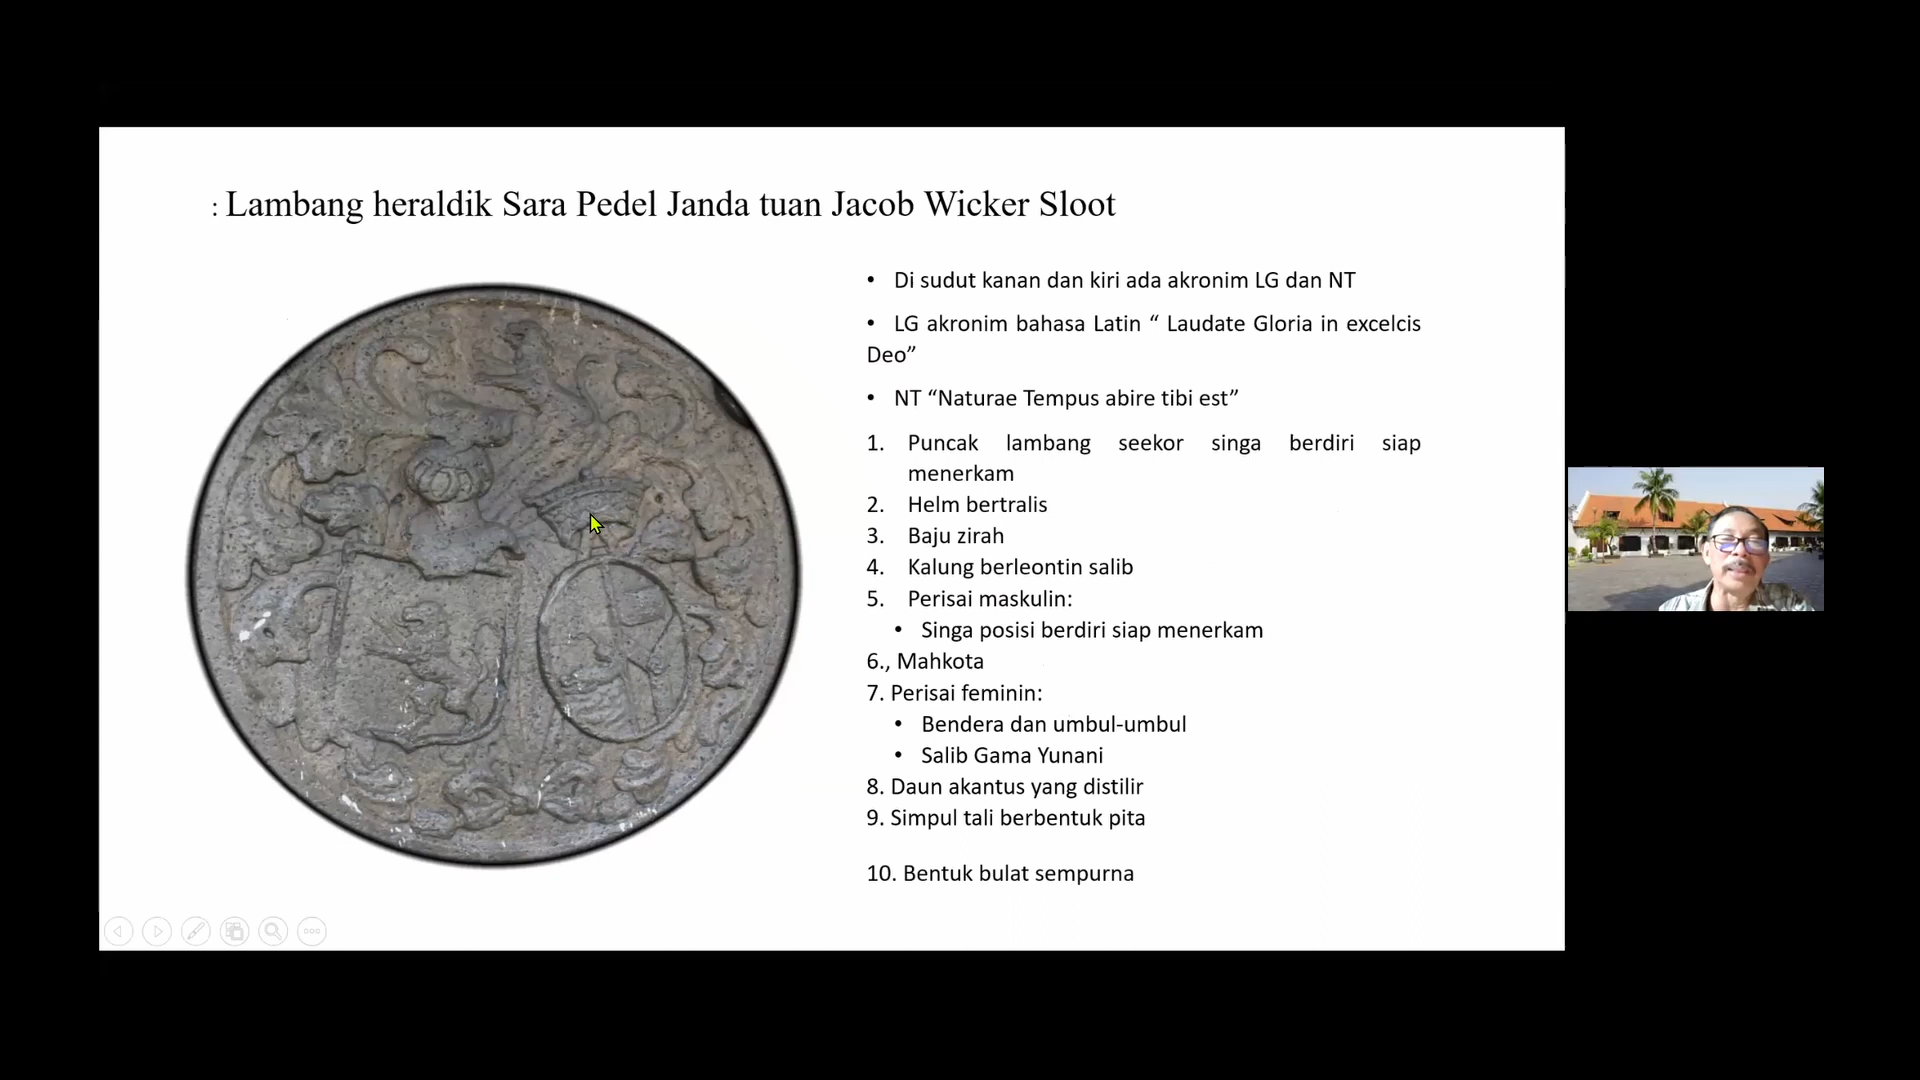 : Lambang heraldik Sara Pedel Janda tuan Jacob Wicker Sloot
• Di sudut kanan dan kiri ada akronim LG dan NT
• LG akronim bahasa Latin “ Laudate Gloria in excelcis
Deo”
• NT “Naturae Tempus abire tibi est”
1. Puncak lambang seekor singa berdiri siap
menerkam
2. Helm bertralis
3. Baju zirah
4. Kalung berleontin salib
5. Perisai maskulin:
• Singa posisi berdiri siap menerkam
6., Mahkota
7. Perisai feminin:
• Bendera dan umbul-umbul
• Salib Gama Yunani
8. Daun akantus yang distilir
9. Simpul tali berbentuk pita
10. Bentuk bulat sempurna